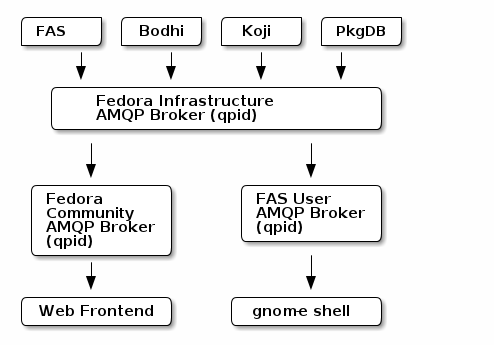 FAS
Bodhi
Koji
PkgDB
Fedora Infrastructure
AMQP Broker (qpid)
Fedora
Community
AMQP Broker
(qpid)
FAS User
AMQP Broker
(qpid)
Web Frontend
gnome shell